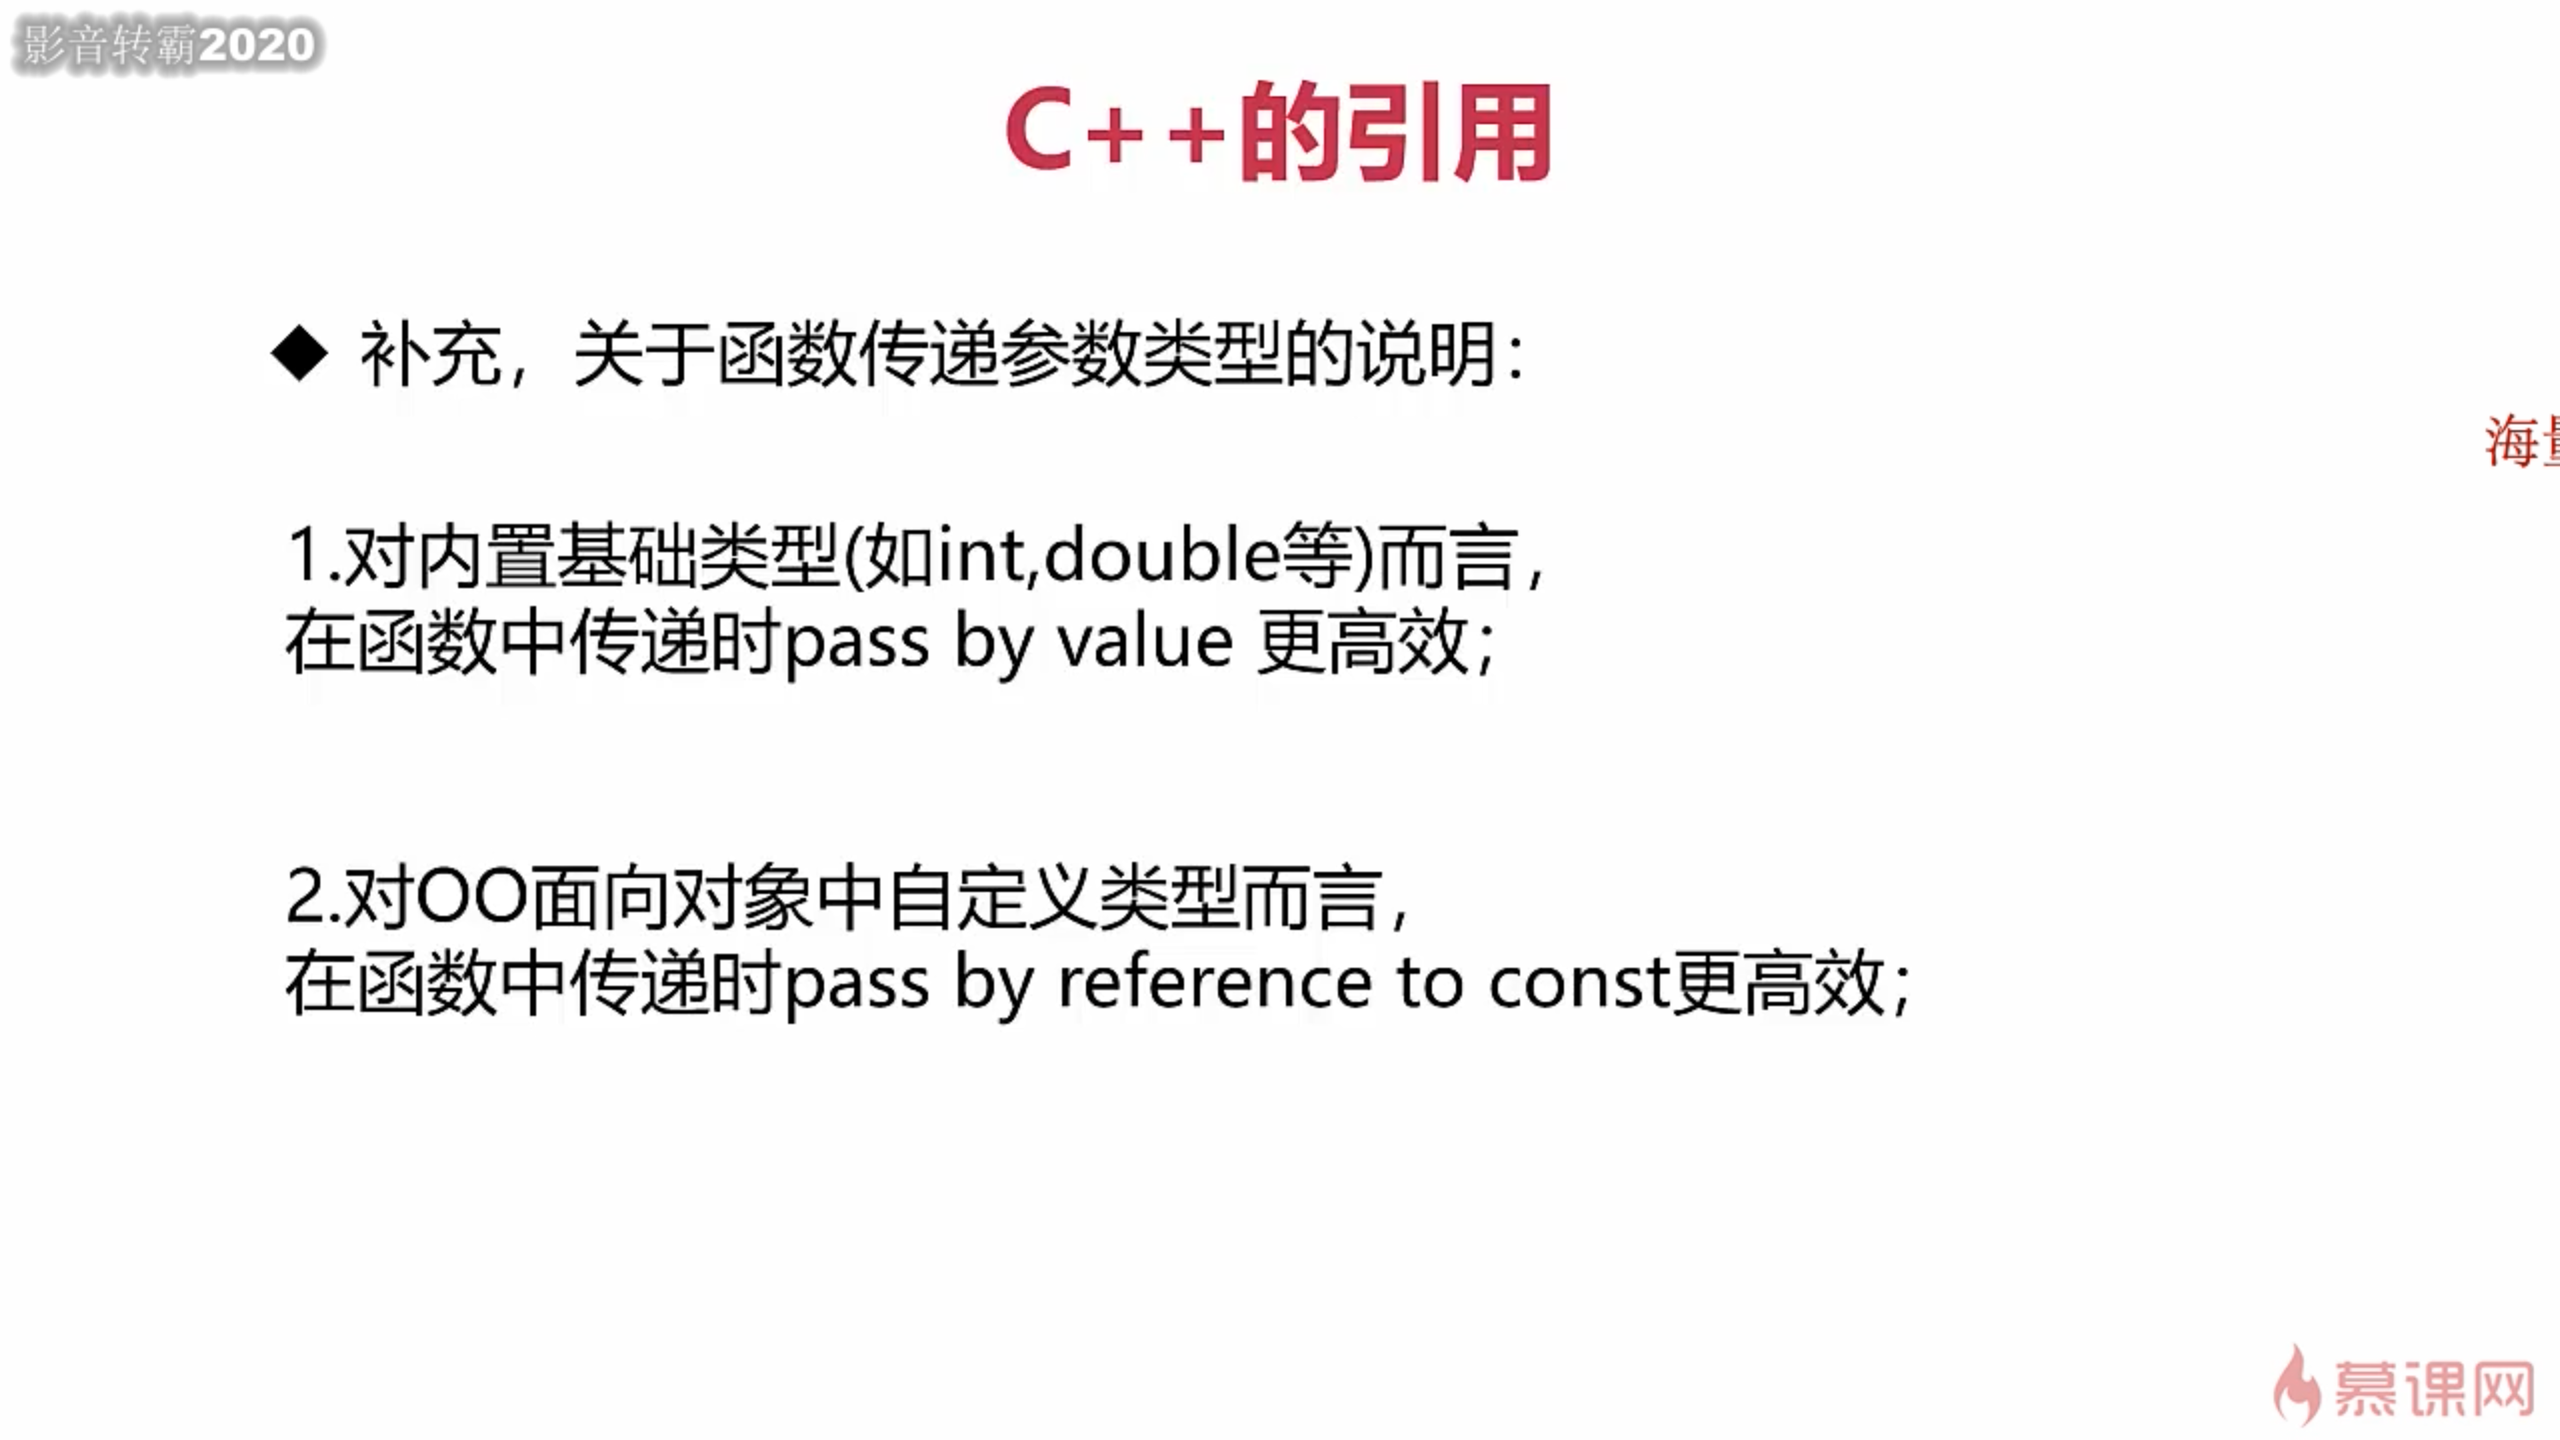 影音转霸2020
C++的引用
◆ 补充，关于函数传递参数类型的说明：
海
1.对内置基础类型(如int,double等)而言，
在函数中传递时pass by value 更高效；
2.对OO面向对象中自定义类型而言，
在函数中传递时pass by reference to const更高效；
慕课网